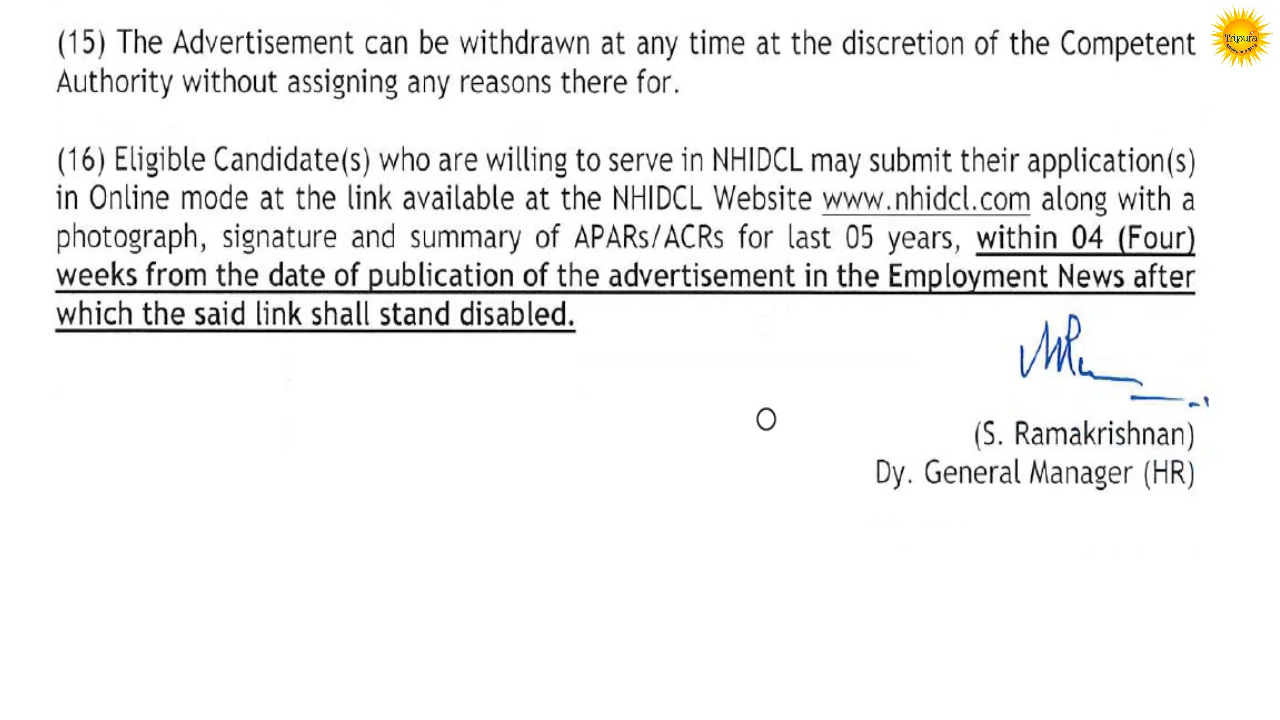 (15) The Advertisement can be withdrawn at any time at the discretion of the Competent
Authority without assigning any reasons there for.
(16) Eligible Candidate(s) who are willing to serve in NHIDCL may submit their application(s)
in Online mode at the link available at the NHIDCL Website www.nhidcl.com along with a
photograph, signature and summary of APARs/ACRs for last 05 years, within 04 (Four)
weeks from the date of publication of the advertisement in the Employment News after
which the said link shall stand disabled.
(S. Ramakrishnan)
Dy. General Manager (HR)
Tripura